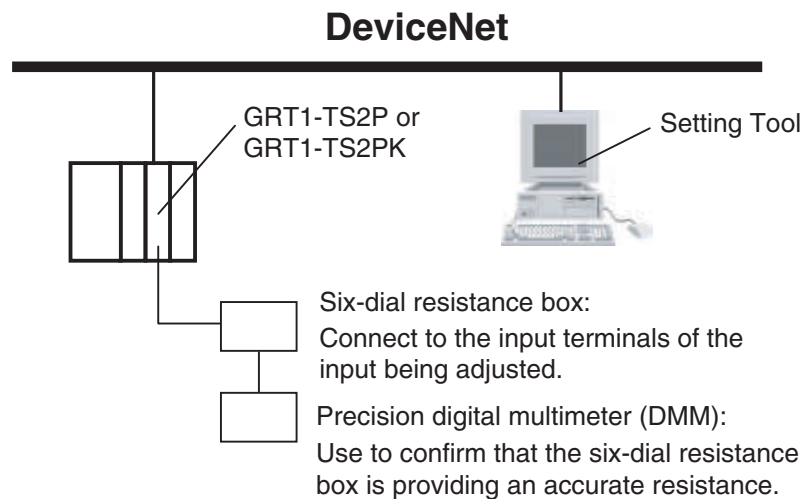 DeviceNet
GRT1-TS2P or
GRT1-TS2PK
Setting Tool
Six-dial resistance box:
Connect to the input terminals of the
input being adjusted.
Precision digital multimeter (DMM):
Use to confirm that the six-dial resistance
box is providing an accurate resistance.